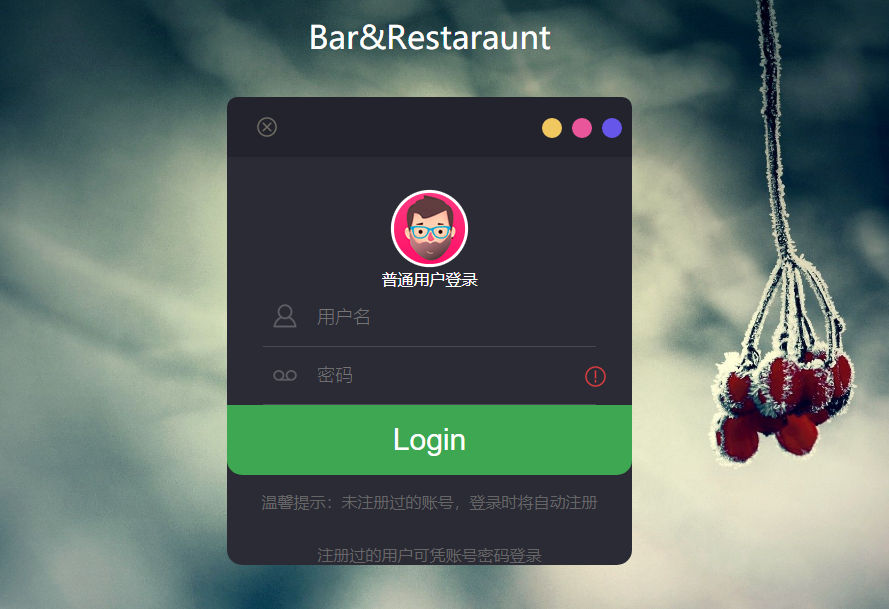 Bar&Restaraunt
普通用户登录
用户名
密码
Login
温馨提示：未注册过的账号，登录时将自动注册
注册过的用户可凭账号密码登录